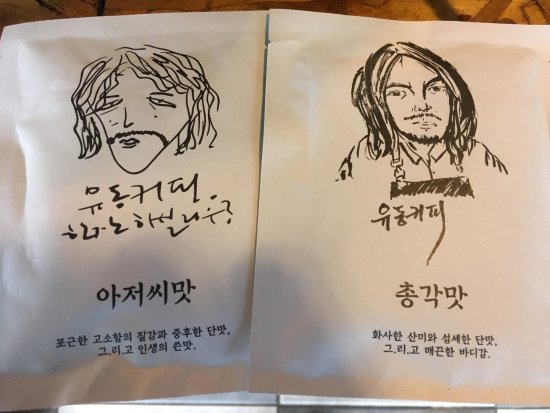 유동커피.
아저씨맛
포근한 고소함의 질감과 중후한 단맛,
그.리.고 인생의 쓴맛.
유동커피
총각맛
화사한 산미와 섬세한 단맛,
그.리.고 매끈한 바디감.